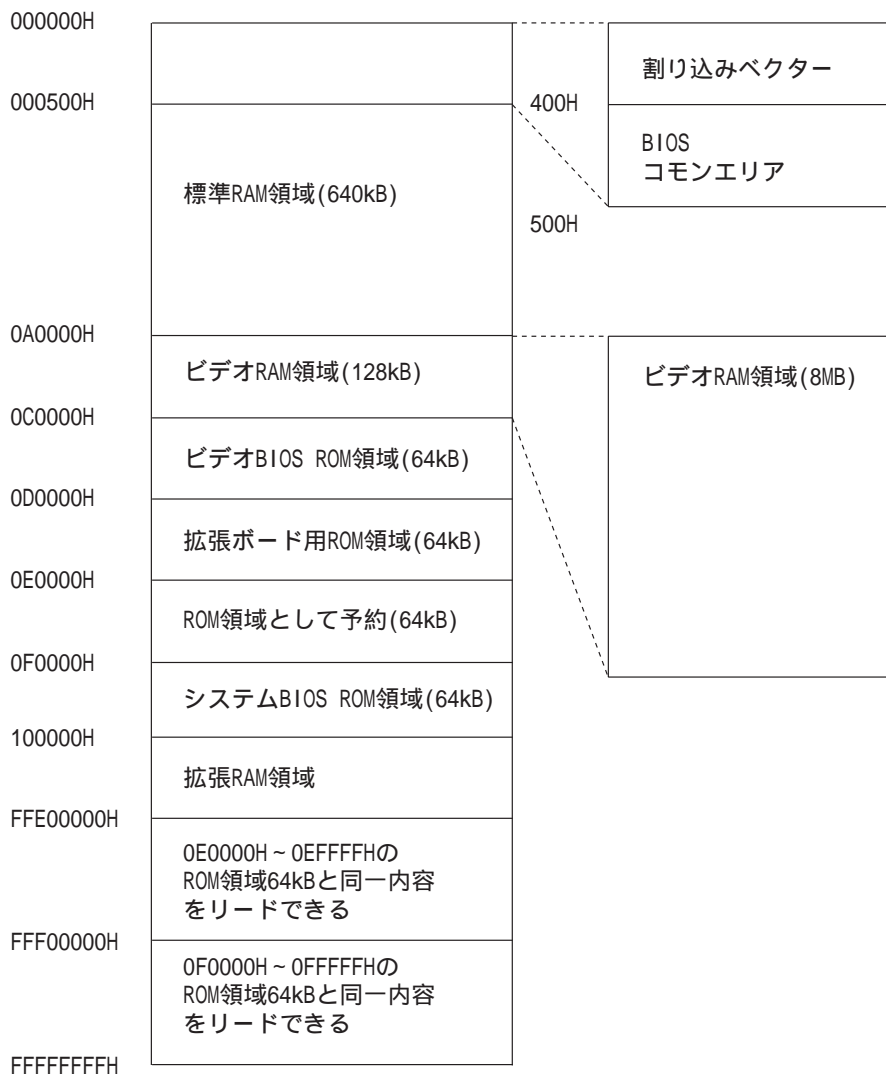 000000H
割り込みベクター
000500H
400H
BIOS
コモンエリア
標準RAM領域(640kB)
500H
0A0000H
ビデオRAM領域(128kB)
ビデオRAM領域(8MB)
0C0000H
ビデオBIOS ROM領域(64kB)
0D0000H
拡張ボード用ROM領域(64kB)
0E0000H
ROM領域として予約(64kB)
0F0000H
システムBIOS ROM領域(64kB)
100000H
拡張RAM領域
FFE00000H
0E0000H~0EFFFFHの
ROM領域64kBと同一内容
をリードできる
FFF00000H
0F0000H~0FFFFFHの
ROM領域64kBと同一内容
をリードできる
FFFFFFFFH